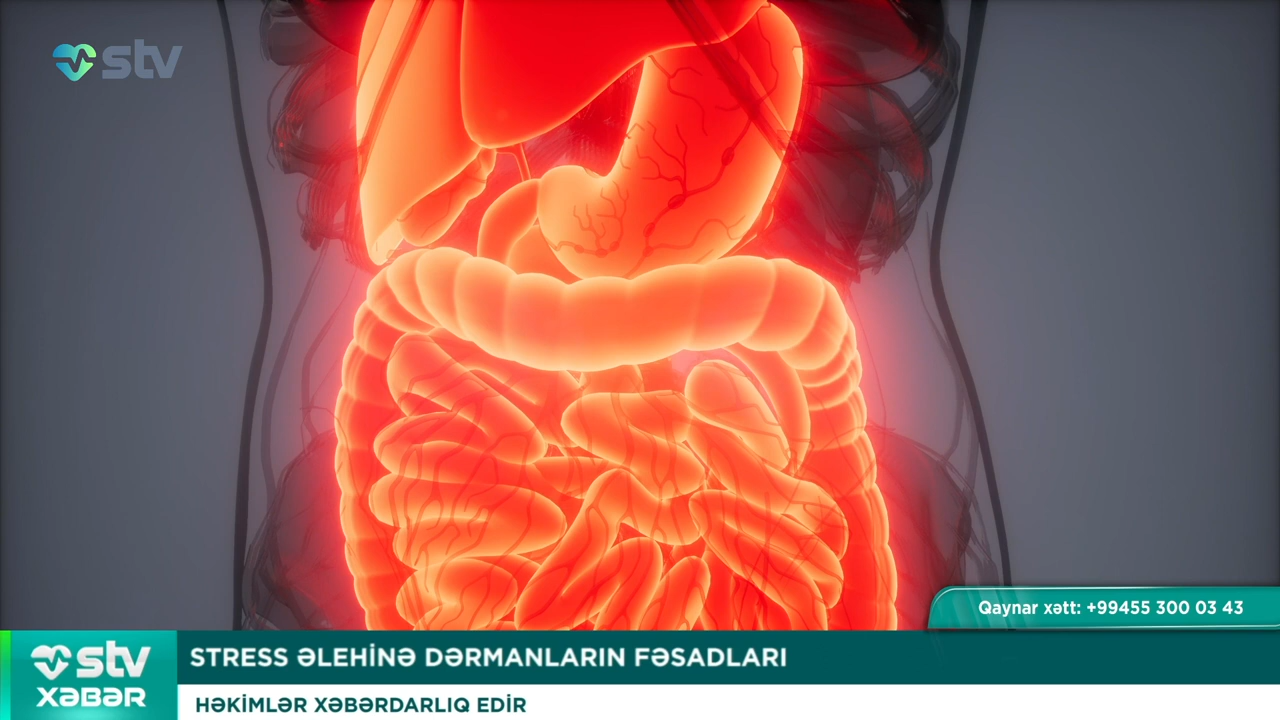 stv
Qaynar xətt: +99455 300 03 43
stv
XƏBƏR
STRESS ƏLEHİNƏ DƏRMANLARIN FƏSADLARI
HƏKİMLƏR XƏBƏRDARLIQ EDİR